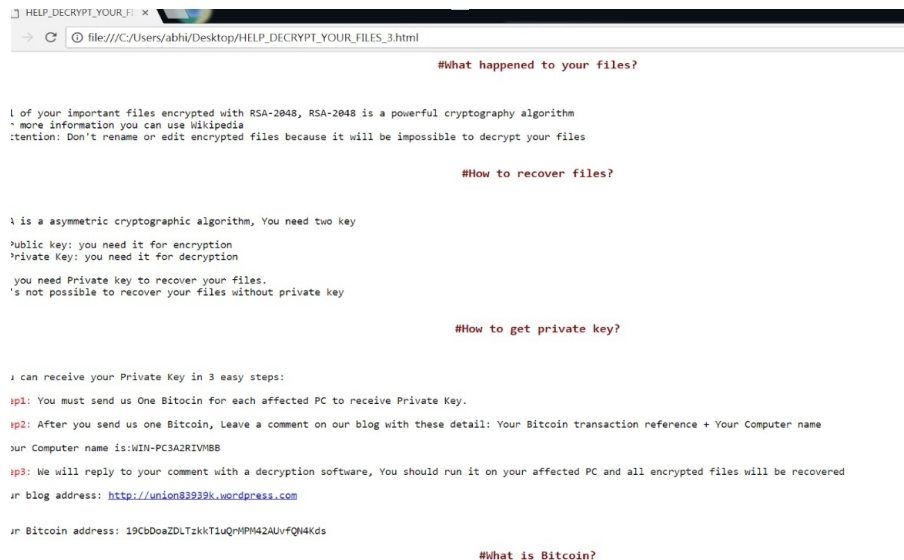 HELP_DECRYPT_YOUR_FI
file:///C:/Users/abhi/Desktop/HELP_DECRYPT_YOUR_FILES_3.html
#What happened to your files?
l of your important files encrypted with RSA-2048, RSA-2048 is a powerful cryptography algorithm
more information you can use Wikipedia
ttention: Don't rename or edit encrypted files because it will be impossible to decrypt your files
#How to recover files?
A is a asymmetric cryptographic algorithm, You need two key
Public key: you need it for encryption
Private Key: you need it for decryption
you need Private key to recover your files.
's not possible to recover your files without private key
#How to get private key?
u can receive your Private Key in 3 easy steps:
ep1: You must send us One Bitocin for each affected PC to receive Private Key.
ep2: After you send us one Bitcoin, Leave a comment on our blog with these detail: Your Bitcoin transaction reference + Your Computer name
our Computer name is:WIN-PC3A2RIVMBB
ep3: We will reply to your comment with a decryption software, You should run it on your affected PC and all encrypted files will be recovered
ur blog address: http://union83939k.wordpress.com
ur Bitcoin address: 19CbDoaZDLTzkkT1uQrMPM42AUvfQN4Kds
#What is Bitcoin?